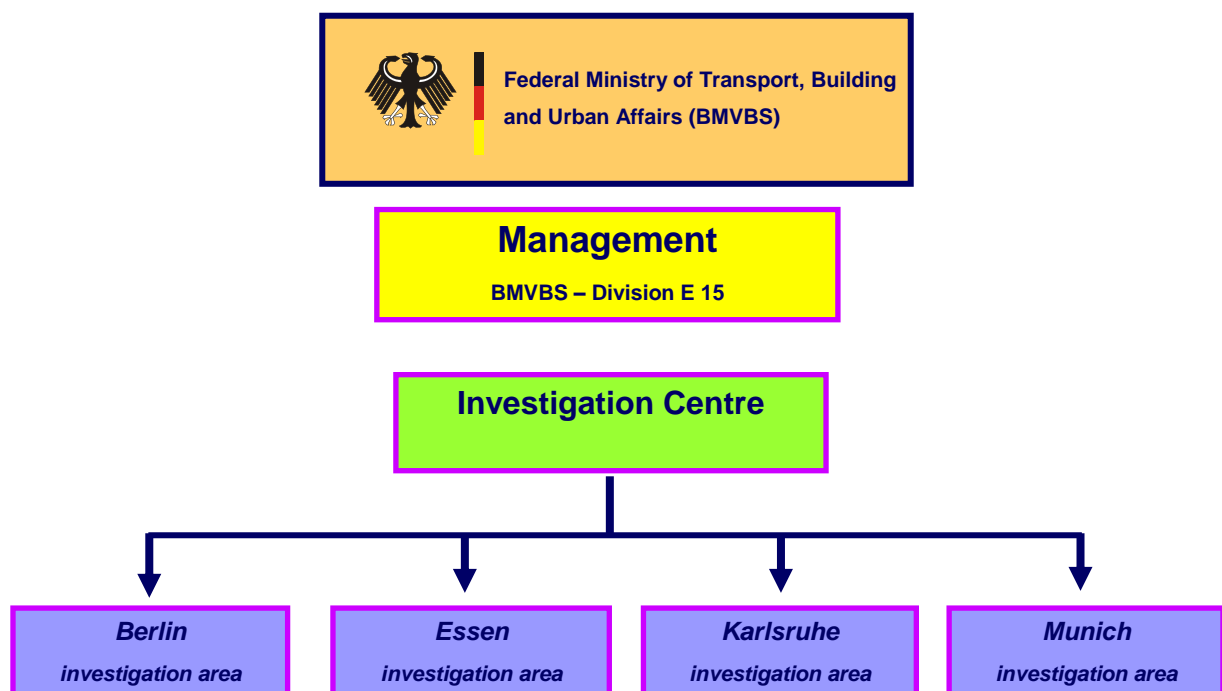 Federal Ministry of Transport, Building
and Urban Affairs (BMVBS)
Management
BMVBS – Division E 15
Investigation Centre
Berlin
investigation area
Essen
investigation area
Karlsruhe
investigation area
Munich
investigation area